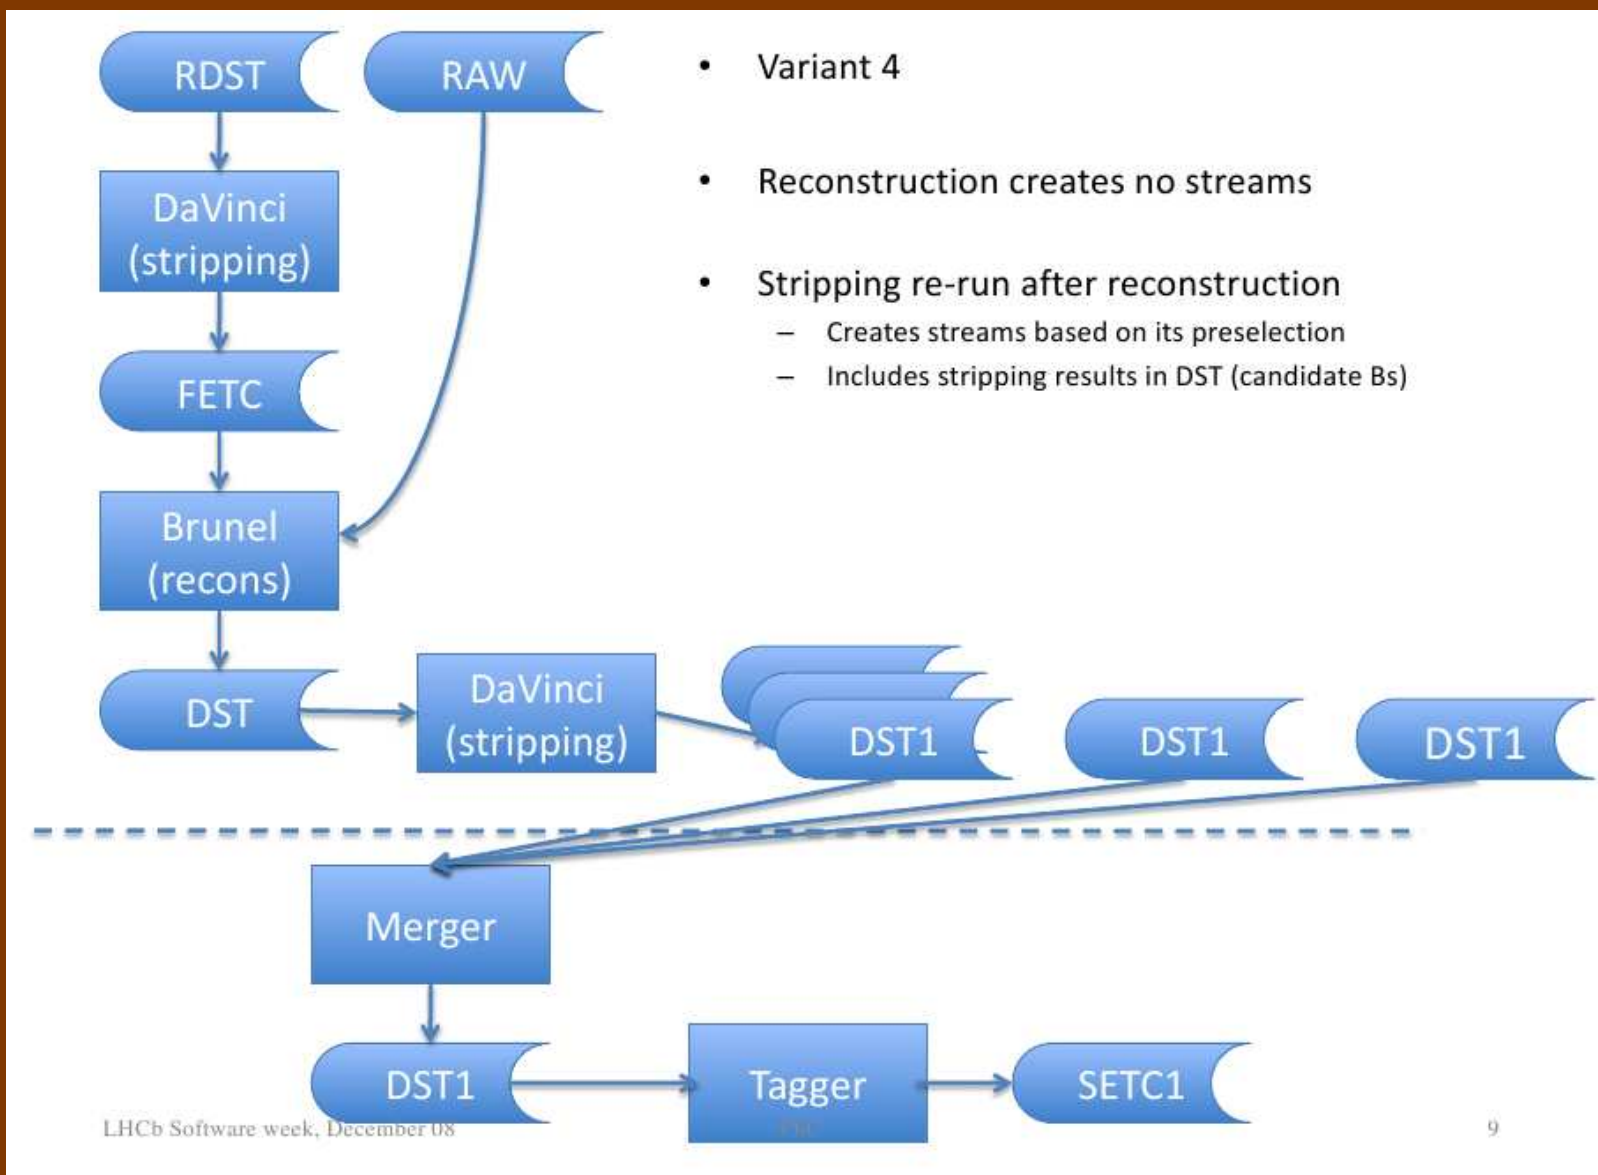 RDST
RAW
• Variant 4
DaVinci
(stripping)
• Reconstruction creates no streams
• Stripping re-run after reconstruction
– Creates streams based on its preselection
– Includes stripping results in DST (candidate Bs)
FETC
Brunel
(recons)
DST
DaVinci
(stripping)
DST1
DST1
DST1
Merger
DST1
Tagger
SETC1
LHCb Software week, December 08
9